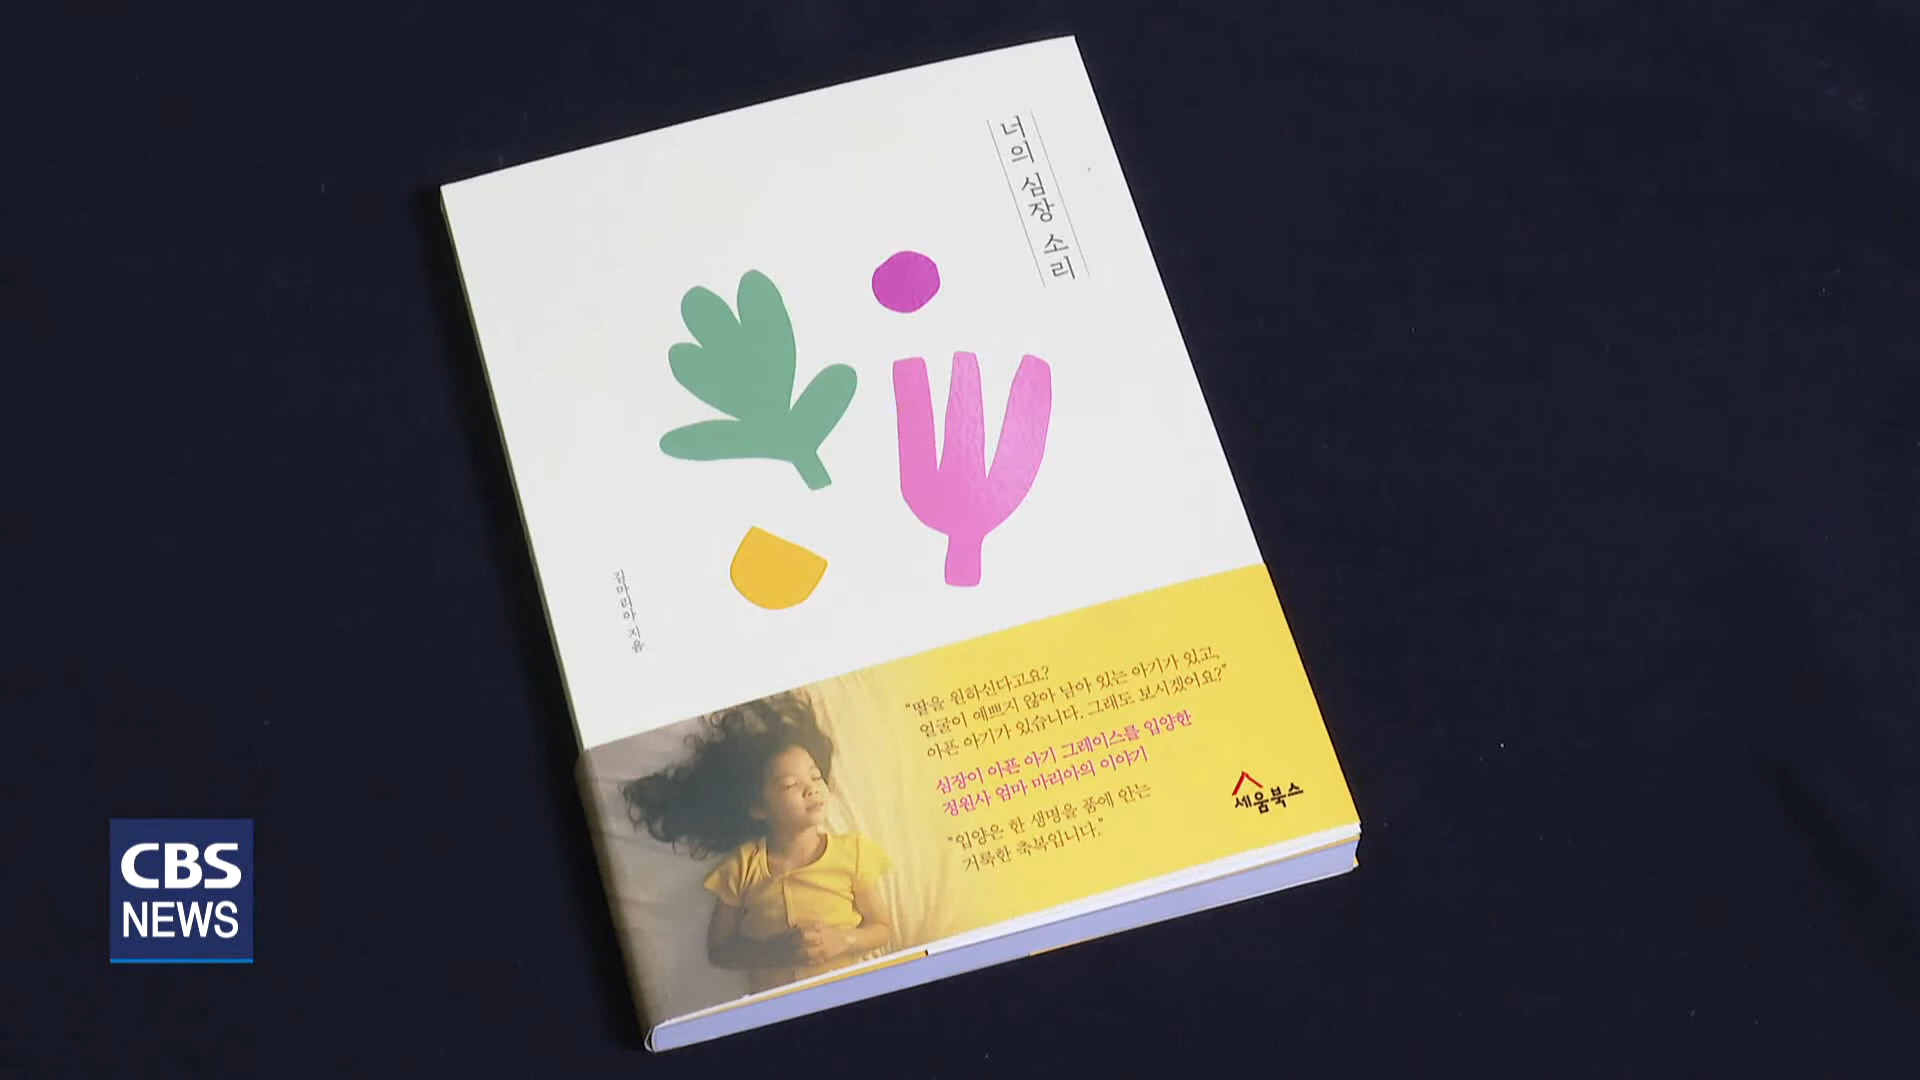 너의 심장 소리
김마리아 지음
“딸을 원하신다고요?
얼굴이 예쁘지 않아 남아 있는 아기가 있고,
아픈 아기가 있습니다. 그래도 보시겠어요?”
심장이 아픈 아기 그레이스를 입양한
정원사 엄마 마리아의 이야기
“입양은 한 생명을 품에 안는
거룩한 축복입니다.”
세움북스
CBS
NEWS